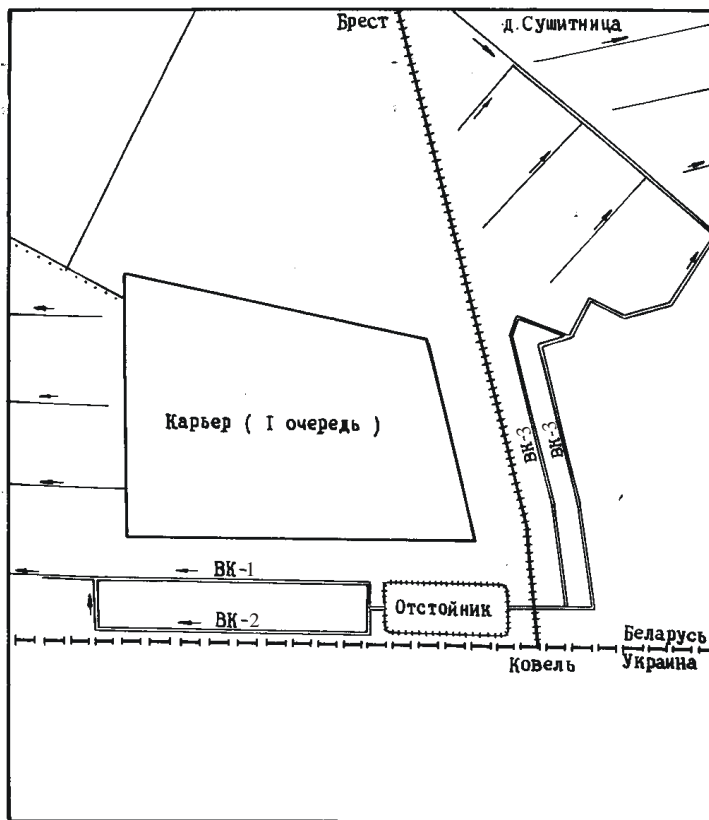 Брест
д. Сушитница
Карьер ( I очередь )
ВК-3
ВК-3
ВК-1
ВК-2
Отстойник
Беларусь
Ковель
Украина